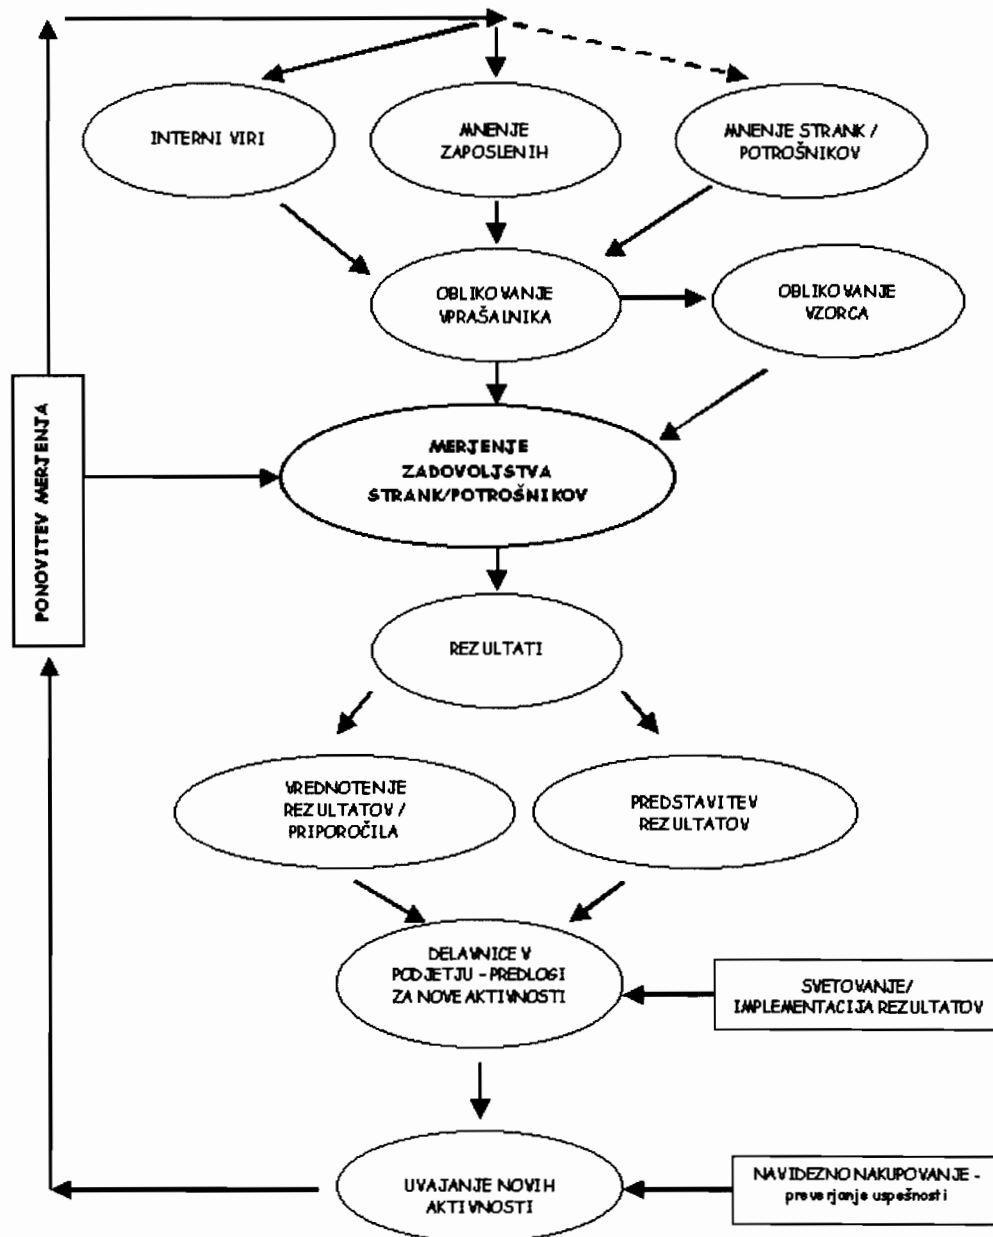 INTERNI VIRI
MNENJE
ZAPOSLENIH
MNENJE STRANK /
POTROŠNIKOV
OBLIKOVANJE
VPRAŠALNIKA
OBLIKOVANJE
VZORCA
PONOVITEV MERJENJA
MERJENJE
ZADOVOLJSTVA
STRANK/POTROŠNIKOV
REZULTATI
VREDNOTENJE
REZULTATOV /
PRIPOROČILA
PREDSTAVITEV
REZULTATOV
DELAVNICE V
PODJETJU - PREDLOGI
ZA NOVE AKTIVNOSTI
SVETOVANJE/
IMPLEMENTACIJA REZULTATOV
UVAJANJE NOVIH
AKTIVNOSTI
NAVIDEZNO NAKUPOVANJE -
preverjanje uspešnosti